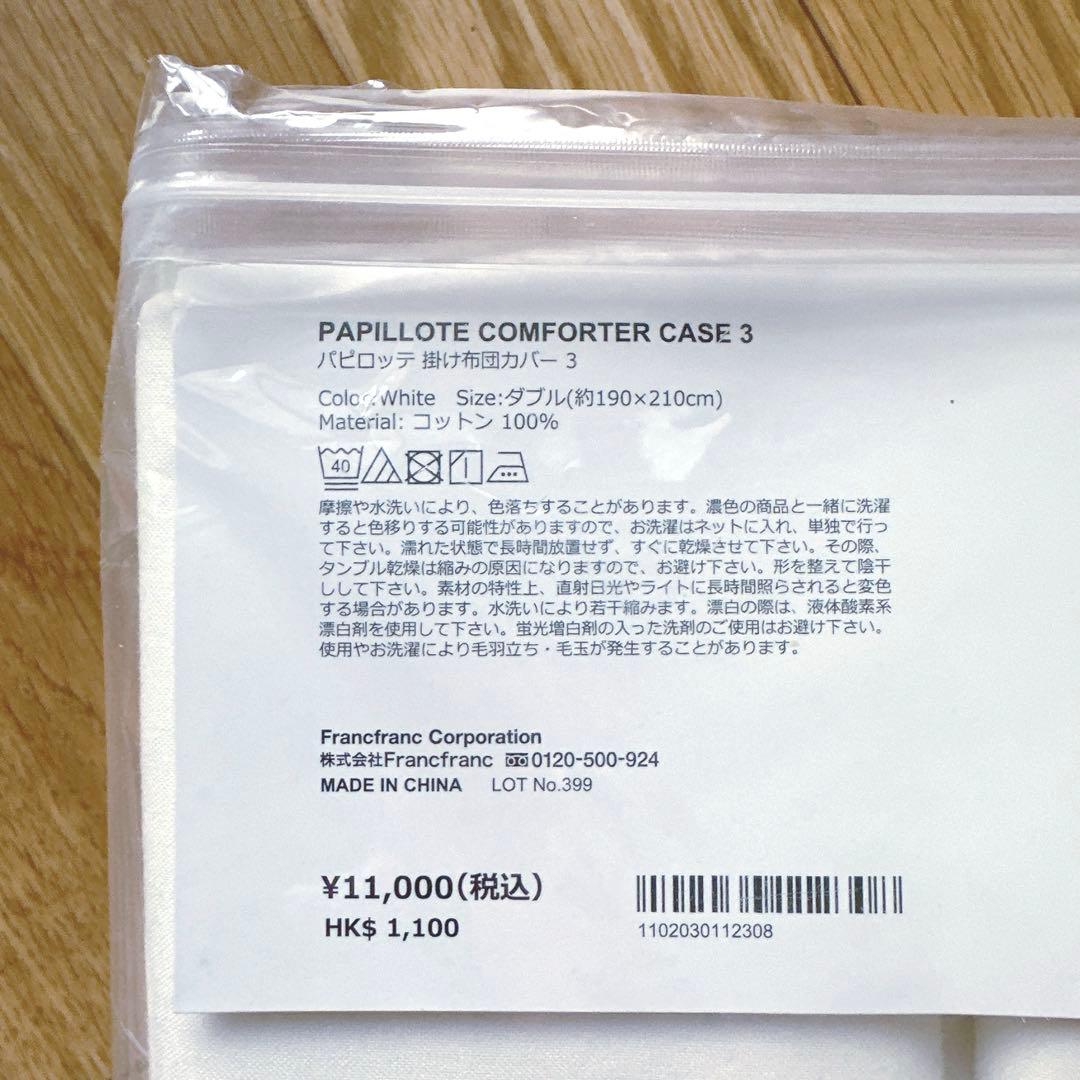 PAPILLOTE COMFORTER CASE 3
パピロッテ 掛け布団カバー 3
Color:White Size:ダブル(約190×210cm)
Material: コットン 100%
40
摩擦や水洗いにより、色落ちすることがあります。濃色の商品と一緒に洗濯
すると色移りする可能性がありますので、お洗濯はネットに入れ、単独で行っ
て下さい。濡れた状態で長時間放置せず、すぐに乾燥させて下さい。その際、
タンブル乾燥は縮みの原因になりますので、お避け下さい。形を整えて陰干
しして下さい。素材の特性上、直射日光やライトに長時間照らされると変色
する場合があります。水洗いにより若干縮みます。漂白の際は、液体酸素系
漂白剤を使用して下さい。蛍光増白剤の入った洗剤のご使用はお避け下さい。
使用やお洗濯により毛羽立ち・毛玉が発生することがあります。
Francfranc Corporation
株式会社Francfranc 0120-500-924
MADE IN CHINA LOT No.399
¥11,000(税込)
HK$ 1,100
1102030112308